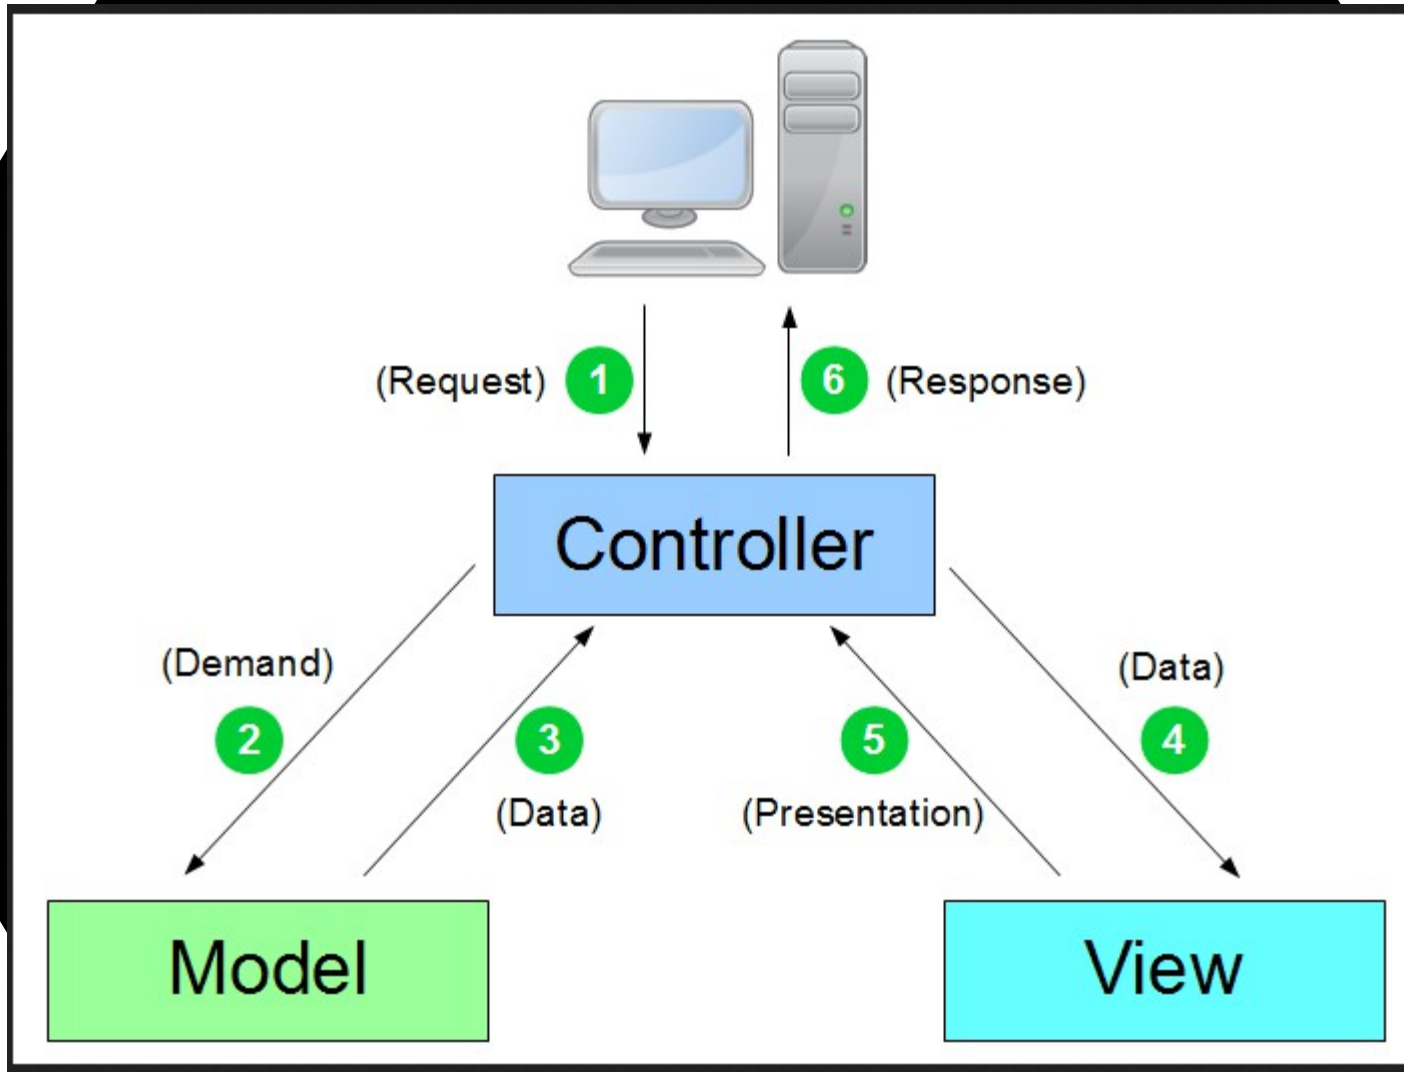 (Request) 1 6 (Response)
Controller
(Demand) (Data)
2 3 5 4
(Data) (Presentation)
Model View